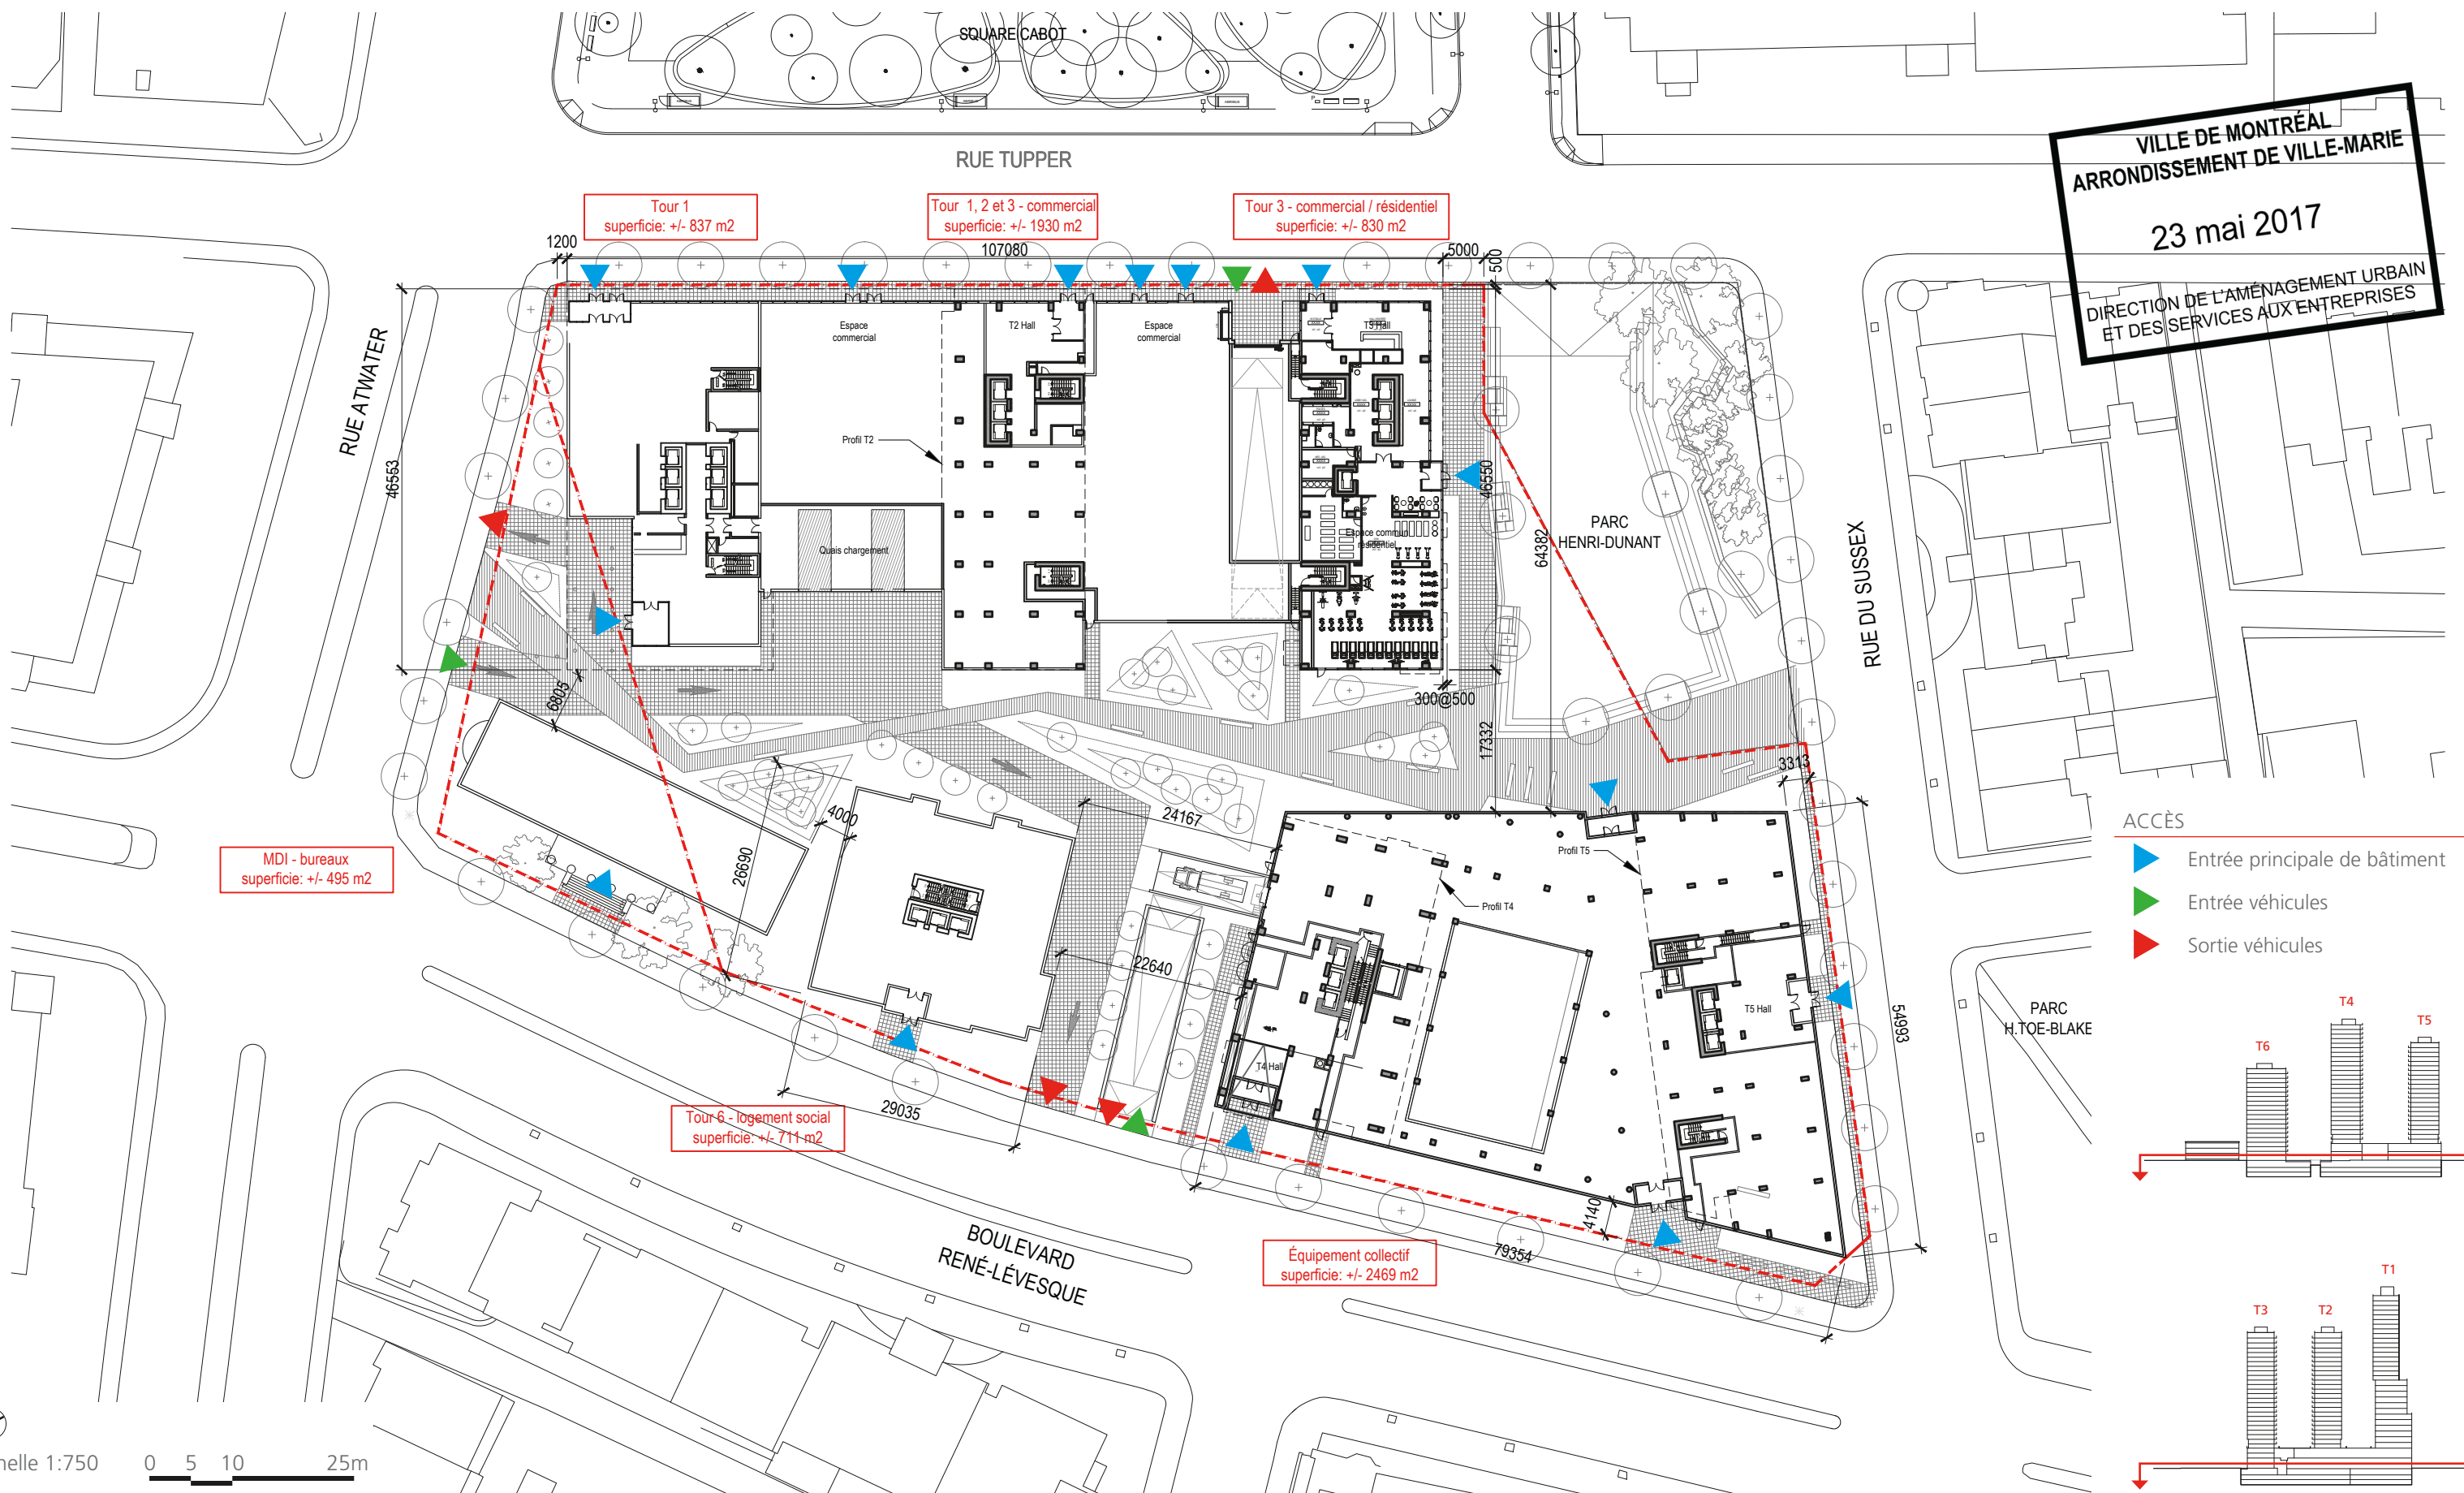 SQUARE CABOT
RUE TUPPER
VILLE DE MONTRÉAL
ARRONDISSEMENT DE VILLE-MARIE
23 mai 2017
DIRECTION DE L'AMÉNAGEMENT URBAIN
ET DES SERVICES AUX ENTREPRISES
Tour 1
superficie: +/- 837 m2
Tour 1, 2 et 3 - commercial
superficie: +/- 1930 m2
Tour 3 - commercial / résidentiel
superficie: +/- 830 m2
1200
107080
5000
500
RUE ATWATER
46553
Espace
commercial
T2 Hall
Espace
commercial
T3 Hall
Profil T2
46550
64382
PARC
HENRI-DUNANT
RUE DU SUSSEX
Quais chargement
Espace commun
résidentiel
6805
300@500
17332
3313
4000
24167
26690
MDI - bureaux
superficie: +/- 495 m2
Profil T5
Profil T4
22640
T5 Hall
54993
T4 Hall
29035
Tour 6 - logement social
superficie: +/- 711 m2
4140
79354
Équipement collectif
superficie: +/- 2469 m2
BOULEVARD
RENÉ-LÉVESQUE
PARC
H.TOE-BLAKE
ACCÈS
Entrée principale de bâtiment
Entrée véhicules
Sortie véhicules
T4
T5
T6
T1
T3
T2
helle 1:750
0 5 10 25m